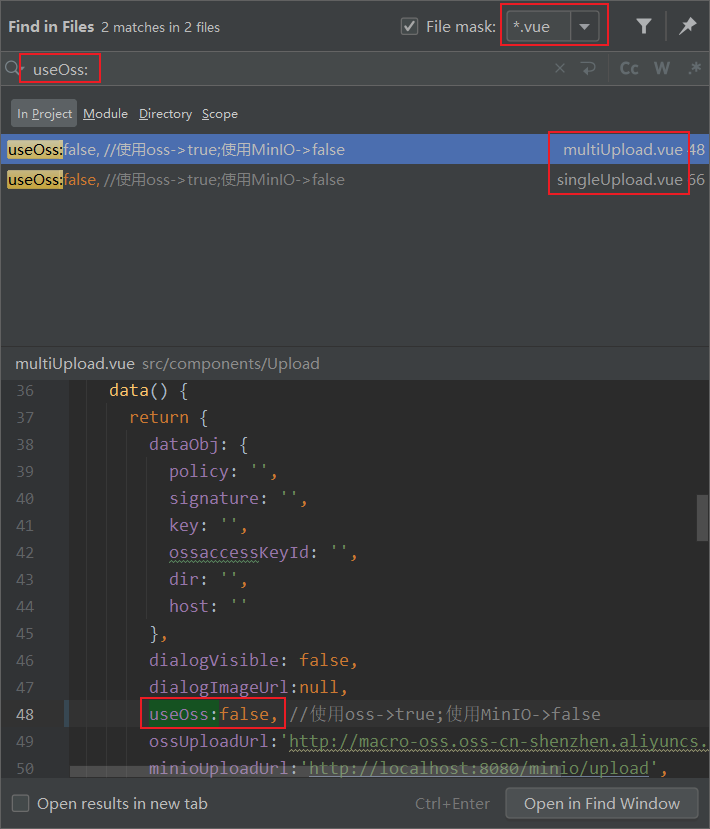 Find in Files 2 matches in 2 files File mask: *.vue
useOss: Cc W .*
In Project Module Directory Scope
useOss:false, //使用oss->true;使用MinIO->false multiUpload.vue 48
useOss:false, //使用oss->true;使用MinIO->false singleUpload.vue 66
multiUpload.vue src/components/Upload
36 data() {
37 return {
38 dataObj: {
39 policy: '',
40 signature: '',
41 key: '',
42 ossaccessKeyId: '',
43 dir: '',
44 host: ''
45 },
46 dialogVisible: false,
47 dialogImageUrl:null,
48 useOss:false, //使用oss->true;使用MinIO->false
49 ossUploadUrl:'http://macro-oss.oss-cn-shenzhen.aliyuncs.
50 minioUploadUrl:'http://localhost:8080/minio/upload',
Open results in new tab Ctrl+Enter Open in Find Window